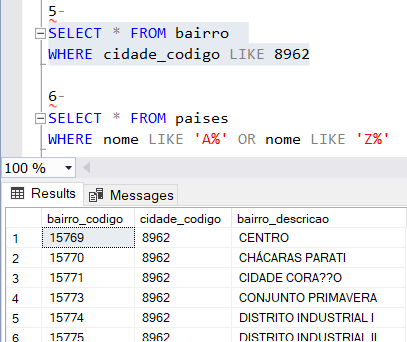 5-
SELECT * FROM bairro
WHERE cidade_codigo LIKE 8962
6-
SELECT * FROM paises
WHERE nome LIKE 'A%' OR nome LIKE 'Z%'
100 %
Results Messages
bairro_codigo cidade_codigo bairro_descricao
1 15769 8962 CENTRO
2 15770 8962 CHÁCARAS PARATI
3 15771 8962 CIDADE CORA??O
4 15773 8962 CONJUNTO PRIMAVERA
5 15774 8962 DISTRITO INDUSTRIAL I
6 15775 8962 DISTRITO INDUSTRIAL II